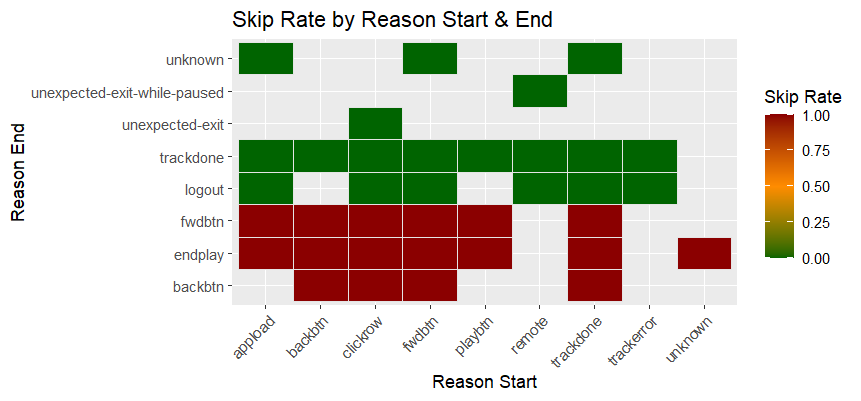 Skip Rate by Reason Start & End
Reason End
unknown
unexpected-exit-while-paused
unexpected-exit
trackdone
logout
fwdbtn
endplay
backbtn
appload
backbtn
clickrow
fwdbtn
playbtn
remote
trackdone
trackerror
unknown
Reason Start
Skip Rate
1.00
0.75
0.50
0.25
0.00